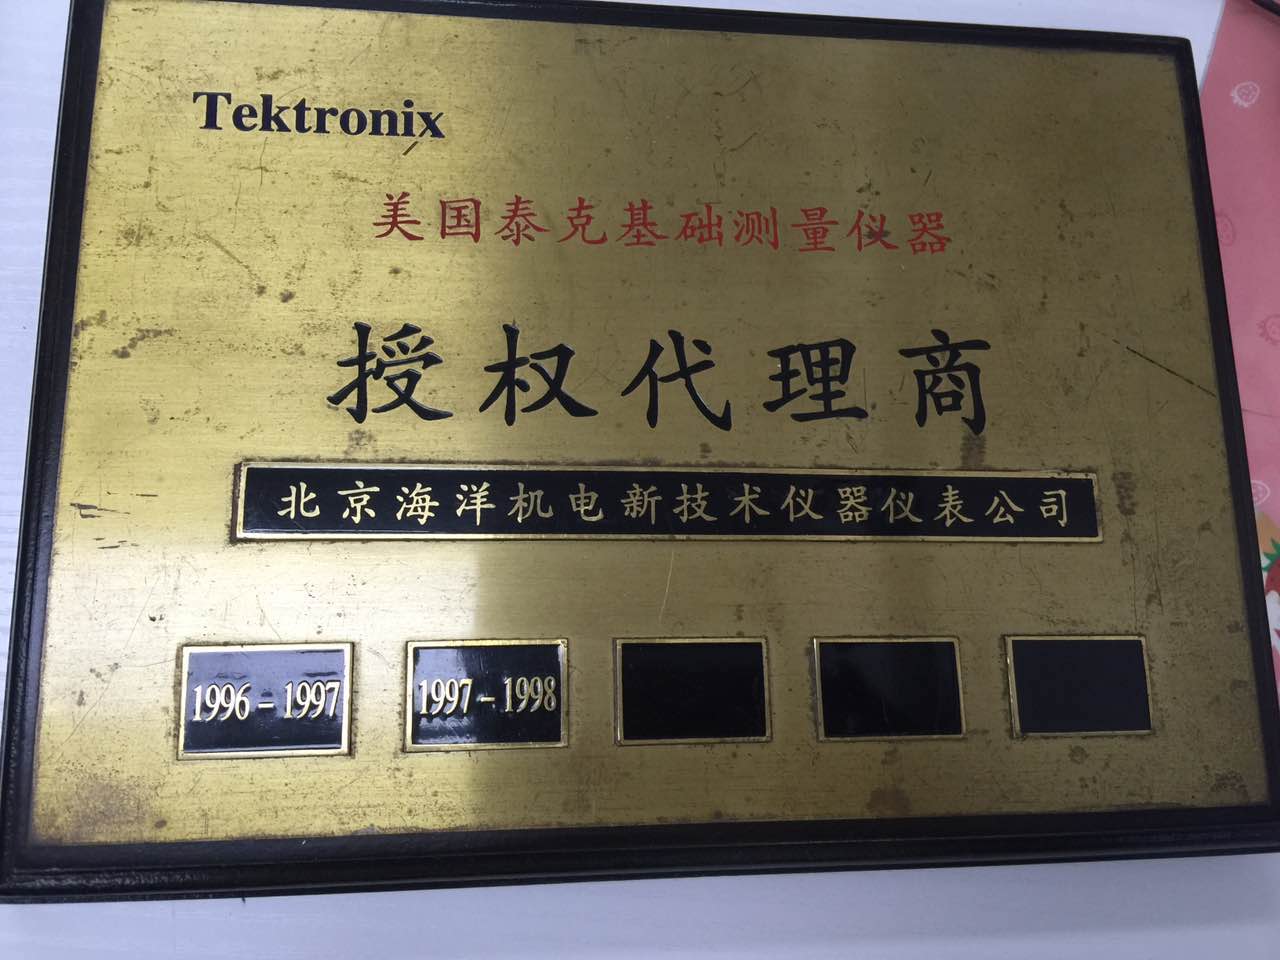 Tektronix
美国泰克基础测量仪器
授权代理商
北京海洋机电新技术仪器仪表公司
1996-1997 1997-1998